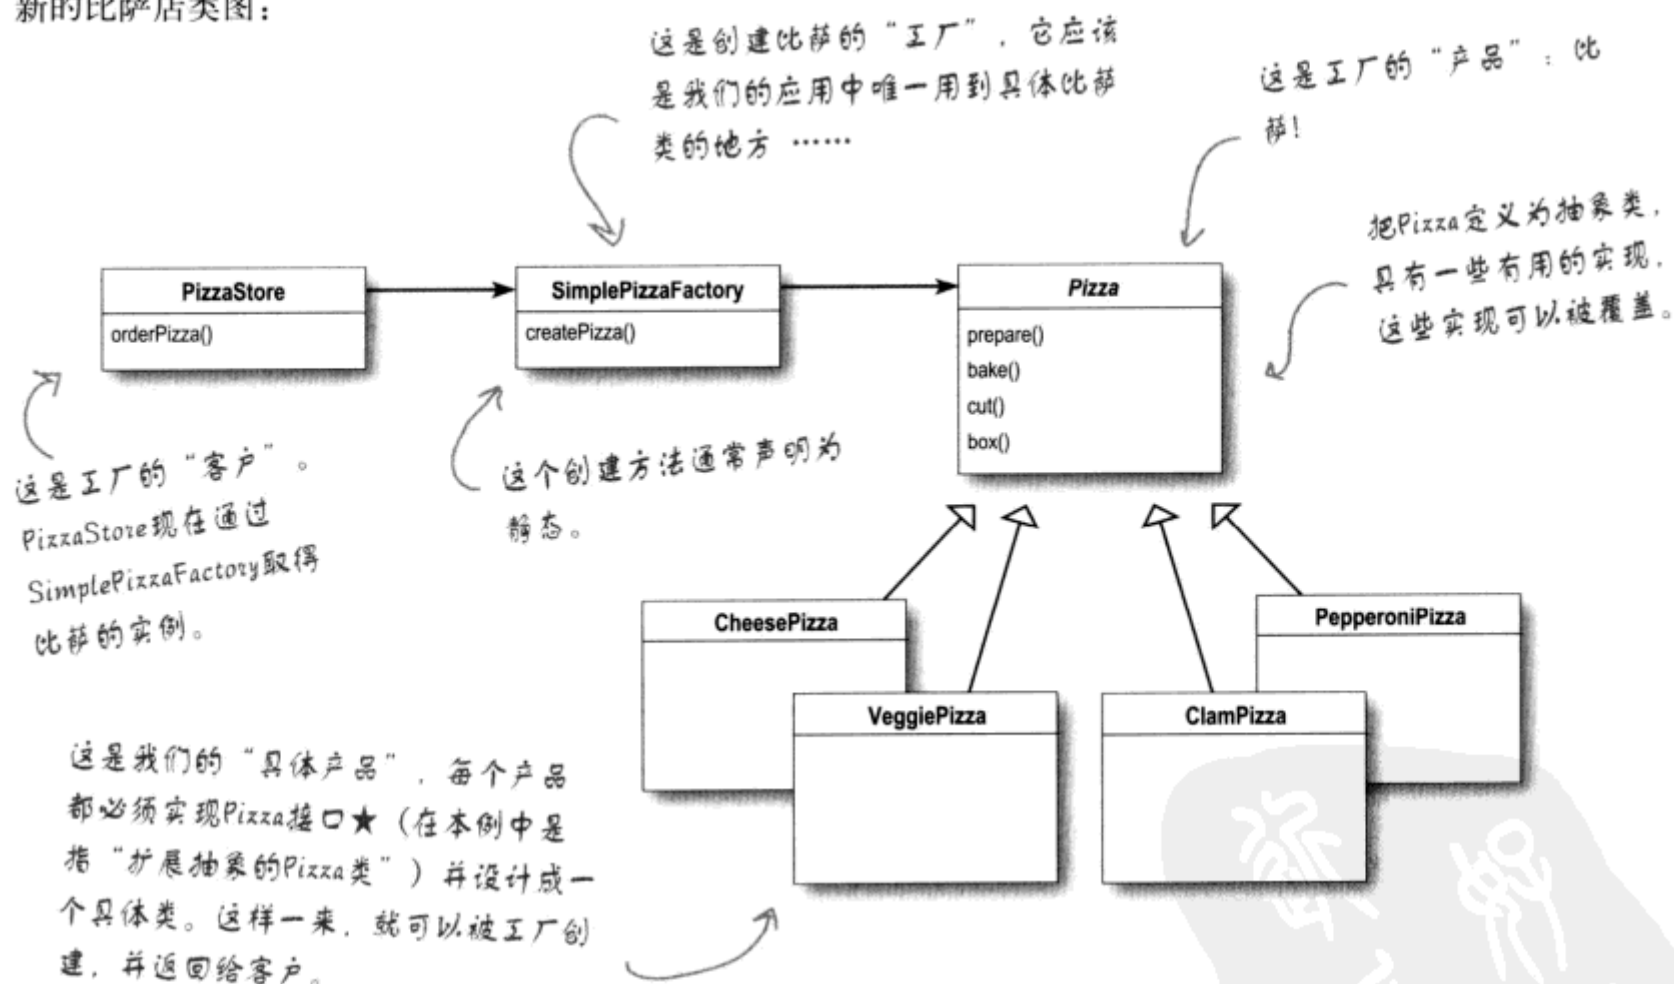 新的比萨店类图：
这是创建比萨的“工厂”，它应该
是我们的应用中唯一用到具体比萨
类的地方……
这是工厂的“产品”：比
萨！
把Pizza定义为抽象类，
具有一些有用的实现，
这些实现可以被覆盖。
PizzaStore
orderPizza()
SimplePizzaFactory
createPizza()
Pizza
prepare()
bake()
cut()
box()
这是工厂的“客户”。
PizzaStore现在通过
SimplePizzaFactory取得
比萨的实例。
这个创建方法通常声明为
静态。
CheesePizza
VeggiePizza
ClamPizza
PepperoniPizza
这是我们的“具体产品”，每个产品
都必须实现Pizza接口★（在本例中是
指“扩展抽象的Pizza类”）并设计成一
个具体类。这样一来，就可以被工厂创
建，并返回给客户。